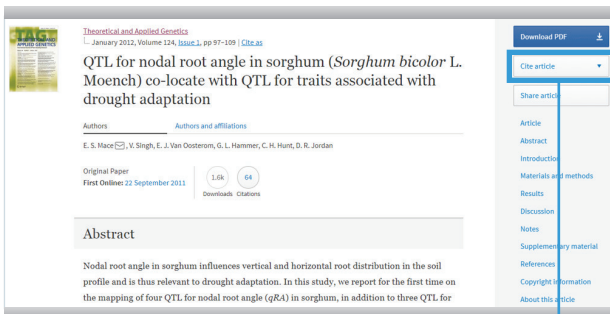 TAG
Theoretical and Applied Genetics
January 2012, Volume 124, Issue 1, pp 97–109 | Cite as
QTL for nodal root angle in sorghum (Sorghum bicolor L.
Moench) co-locate with QTL for traits associated with
drought adaptation
Authors
Authors and affiliations
E. S. Mace, V. Singh, E. J. Van Oosterom, G. L. Hammer, C. H. Hunt, D. R. Jordan
Original Paper
First Online: 22 September 2011
1.6k
Downloads
64
Citations
Abstract
Nodal root angle in sorghum influences vertical and horizontal root distribution in the soil
profile and is thus relevant to drought adaptation. In this study, we report for the first time on
the mapping of four QTL for nodal root angle (qRA) in sorghum, in addition to three QTL for
Download PDF
Cite article
Share article
Article
Abstract
Introduction
Materials and methods
Results
Discussion
Notes
Supplementary material
References
Copyright information
About this article